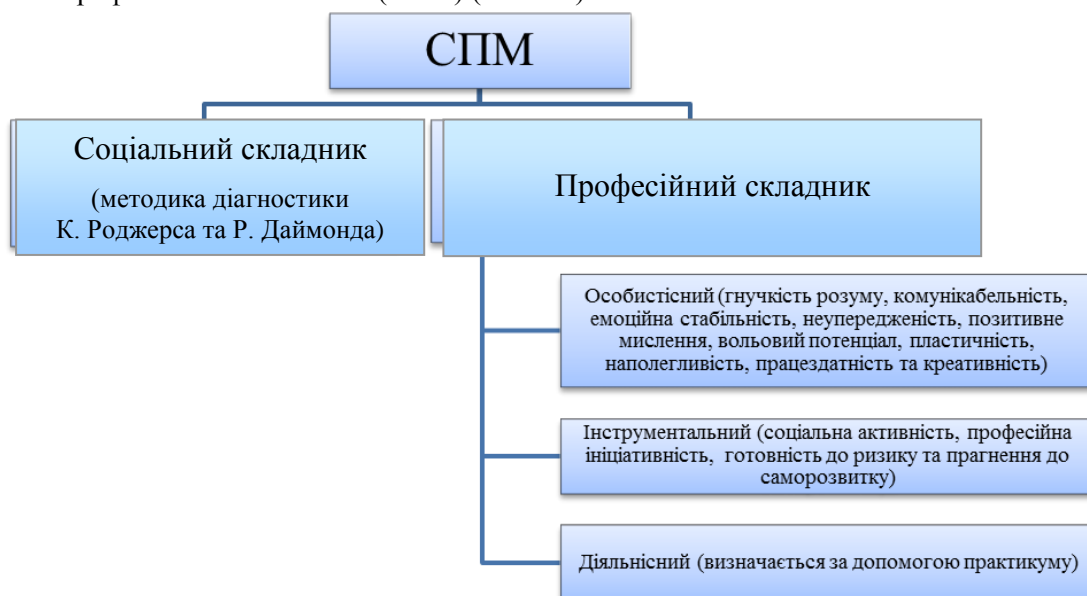 СПМ
Соціальний складник
(методика діагностики
К. Роджерса та Р. Даймонда)
Професійний складник
Особистісний (гнучкість розуму, комунікабельність,
емоційна стабільність, неупередженість, позитивне
мислення, вольовий потенціал, пластичність,
наполегливість, працездатність та креативність)
Інструментальний (соціальна активність, професійна
ініціативність, готовність до ризику та прагнення до
саморозвитку)
Діяльнісний (визначається за допомогою практикуму)